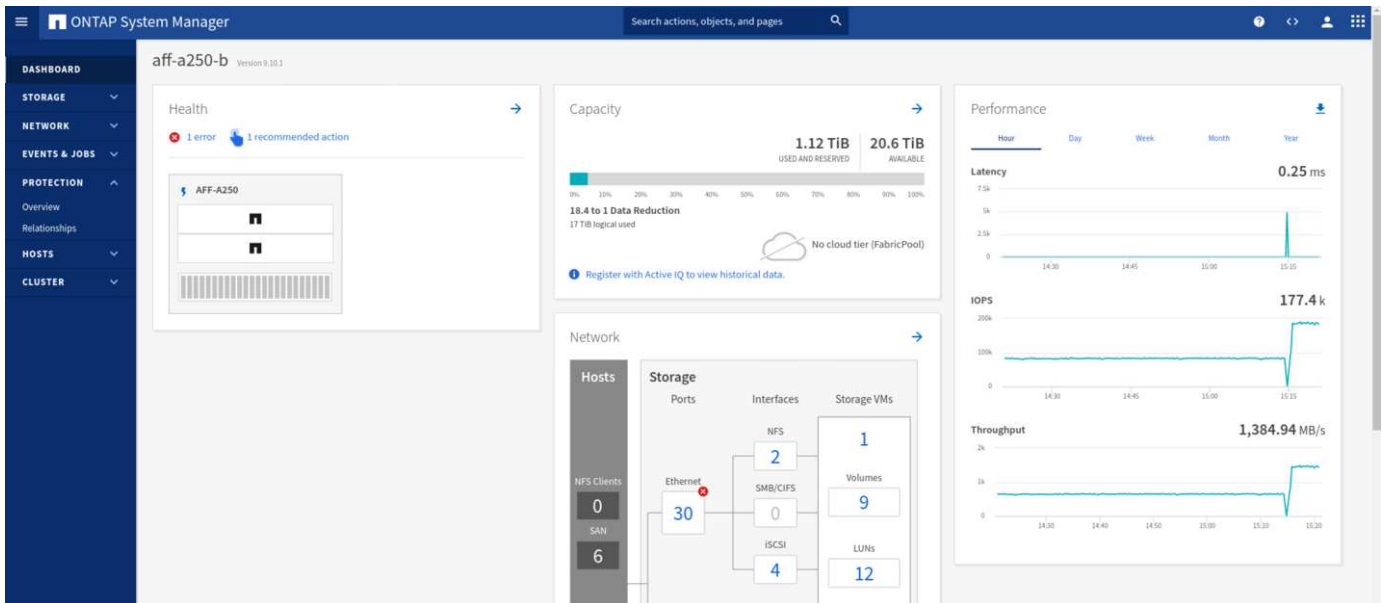 ONTAP System Manager
Search actions, objects, and pages
DASHBOARD
STORAGE
NETWORK
EVENTS & JOBS
PROTECTION
Overview
Relationships
HOSTS
CLUSTER
aff-a250-b Version 9.10.1
Health
1 error 1 recommended action
AFF-A250
Capacity
1.12 TiB 20.6 TiB
USED AND RESERVED AVAILABLE
0% 10% 20% 30% 40% 50% 60% 70% 80% 90% 100%
18.4 to 1 Data Reduction
17 TiB logical used
No cloud tier (FabricPool)
Register with Active IQ to view historical data.
Network
Hosts
Storage
Ports Interfaces Storage VMs
NFS
1
2
NFS Clients
Ethernet
SMB/CIFS
Volumes
0
30
0
9
SAN
iSCSI
LUNs
6
4
12
Performance
Hour Day Week Month Year
Latency 0.25 ms
7.5k
5k
2.5k
0
14:30 14:45 15:00 15:15
IOPS 177.4 k
200k
100k
0
14:30 14:45 15:00 15:15
Throughput 1,384.94 MB/s
2k
1k
0
14:30 14:40 14:50 15:00 15:10 15:20